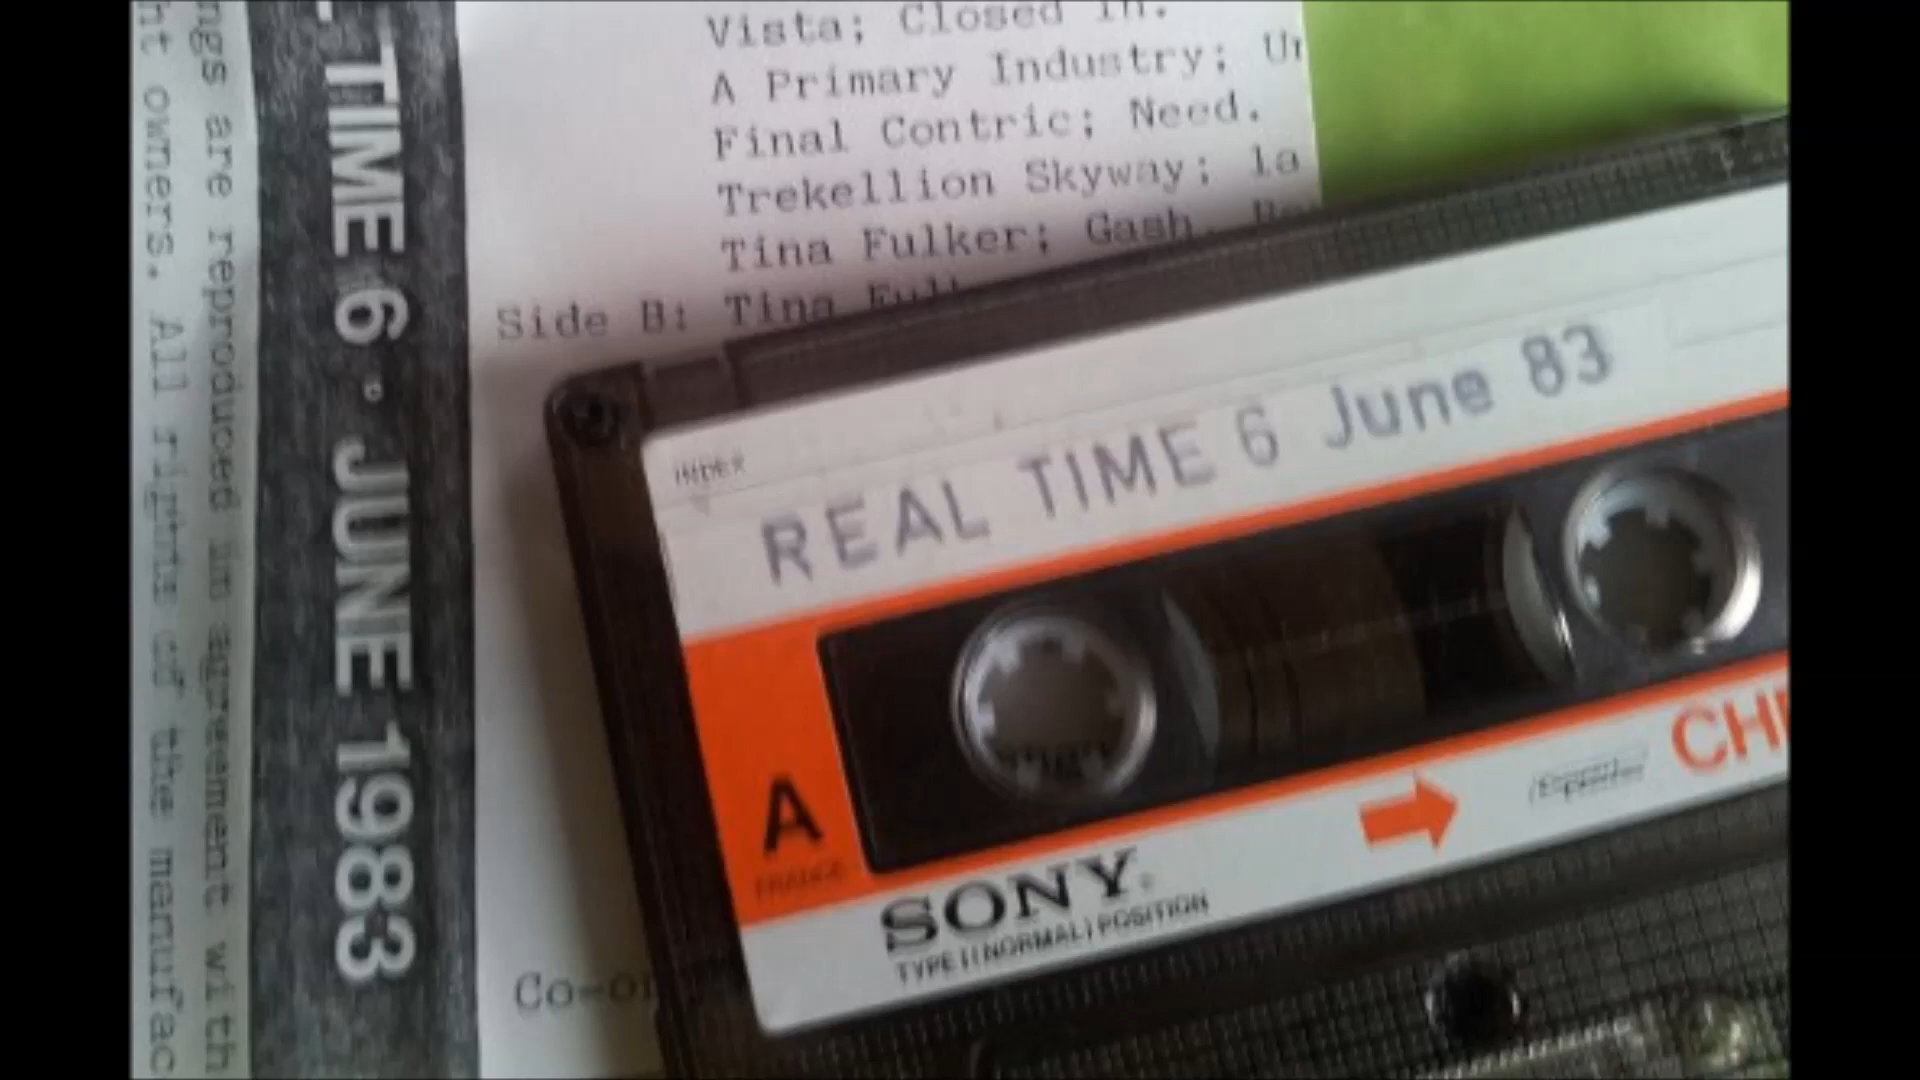 ngs are reproduced in agreement with
ht owners. All rights of the manufac
TIME 6 · JUNE 1983
Vista; Closed In.
A Primary Industry;
Final Contric; Need.
Trekellion Skyway; la
Tina Fulker; Gash.
Side B: Tina
INDEX
REAL TIME 6 June 83
A
FRANCE
SONY
TYPE I (NORMAL) POSITION
CH